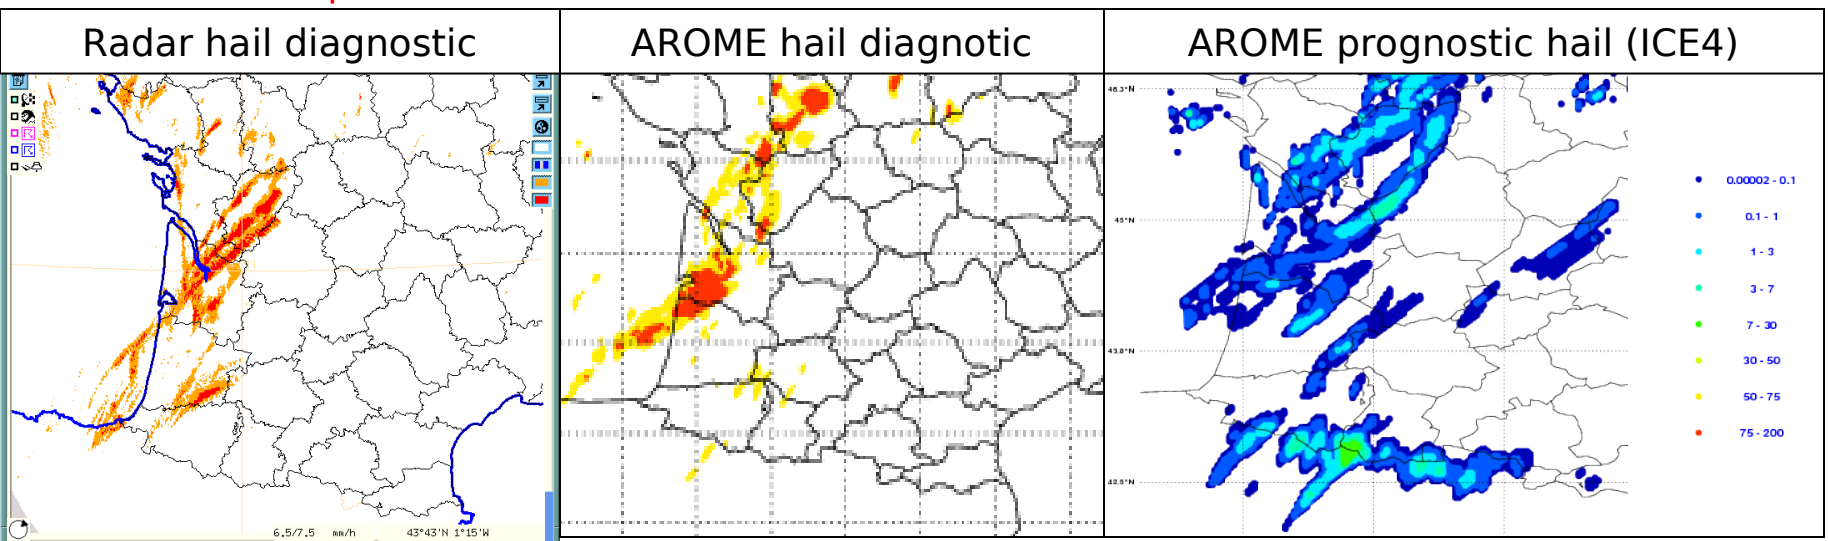 Radar hail diagnostic
AROME hail diagnotic
AROME prognostic hail (ICE4)
6.5/7.5 mm/h 43°43'N 1°15'W
46.3°N
45°N
43.8°N
42.5°N
0.00002 - 0.1
0.1 - 1
1 - 3
3 - 7
7 - 30
30 - 50
50 - 75
75 - 200